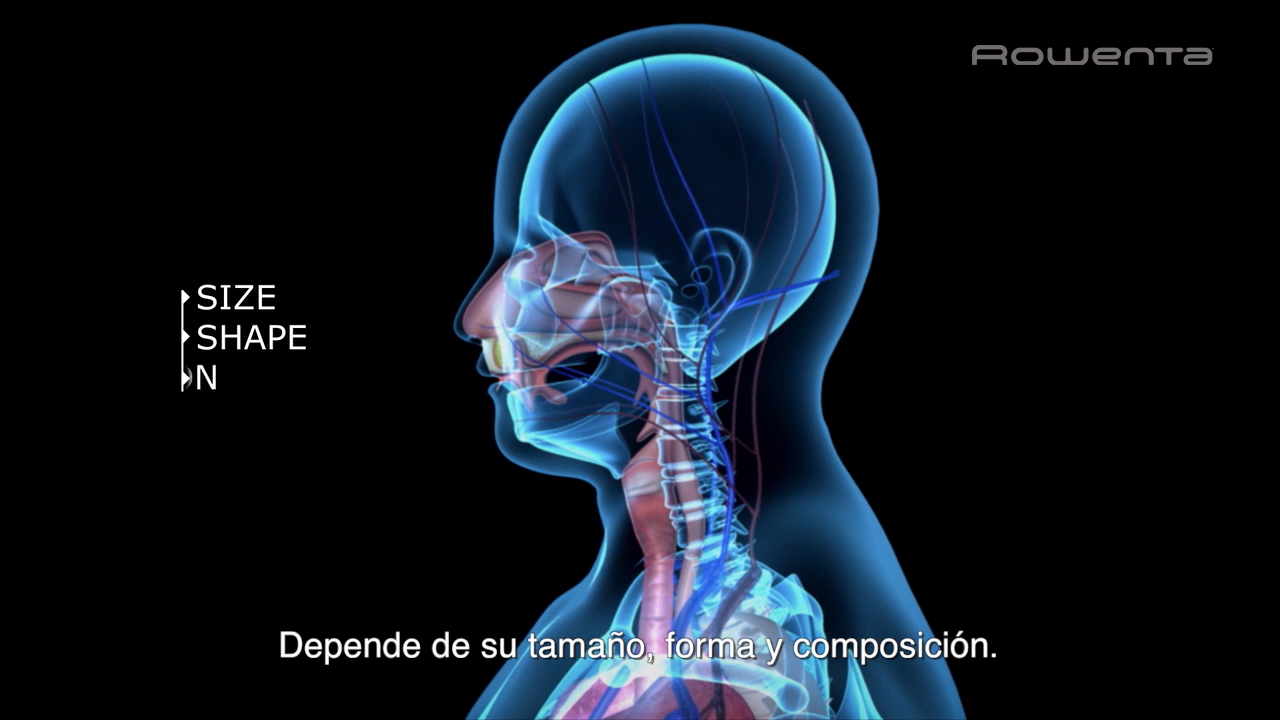 Rowenta
SIZE
SHAPE
N
Depende de su tamaño, forma y composición.